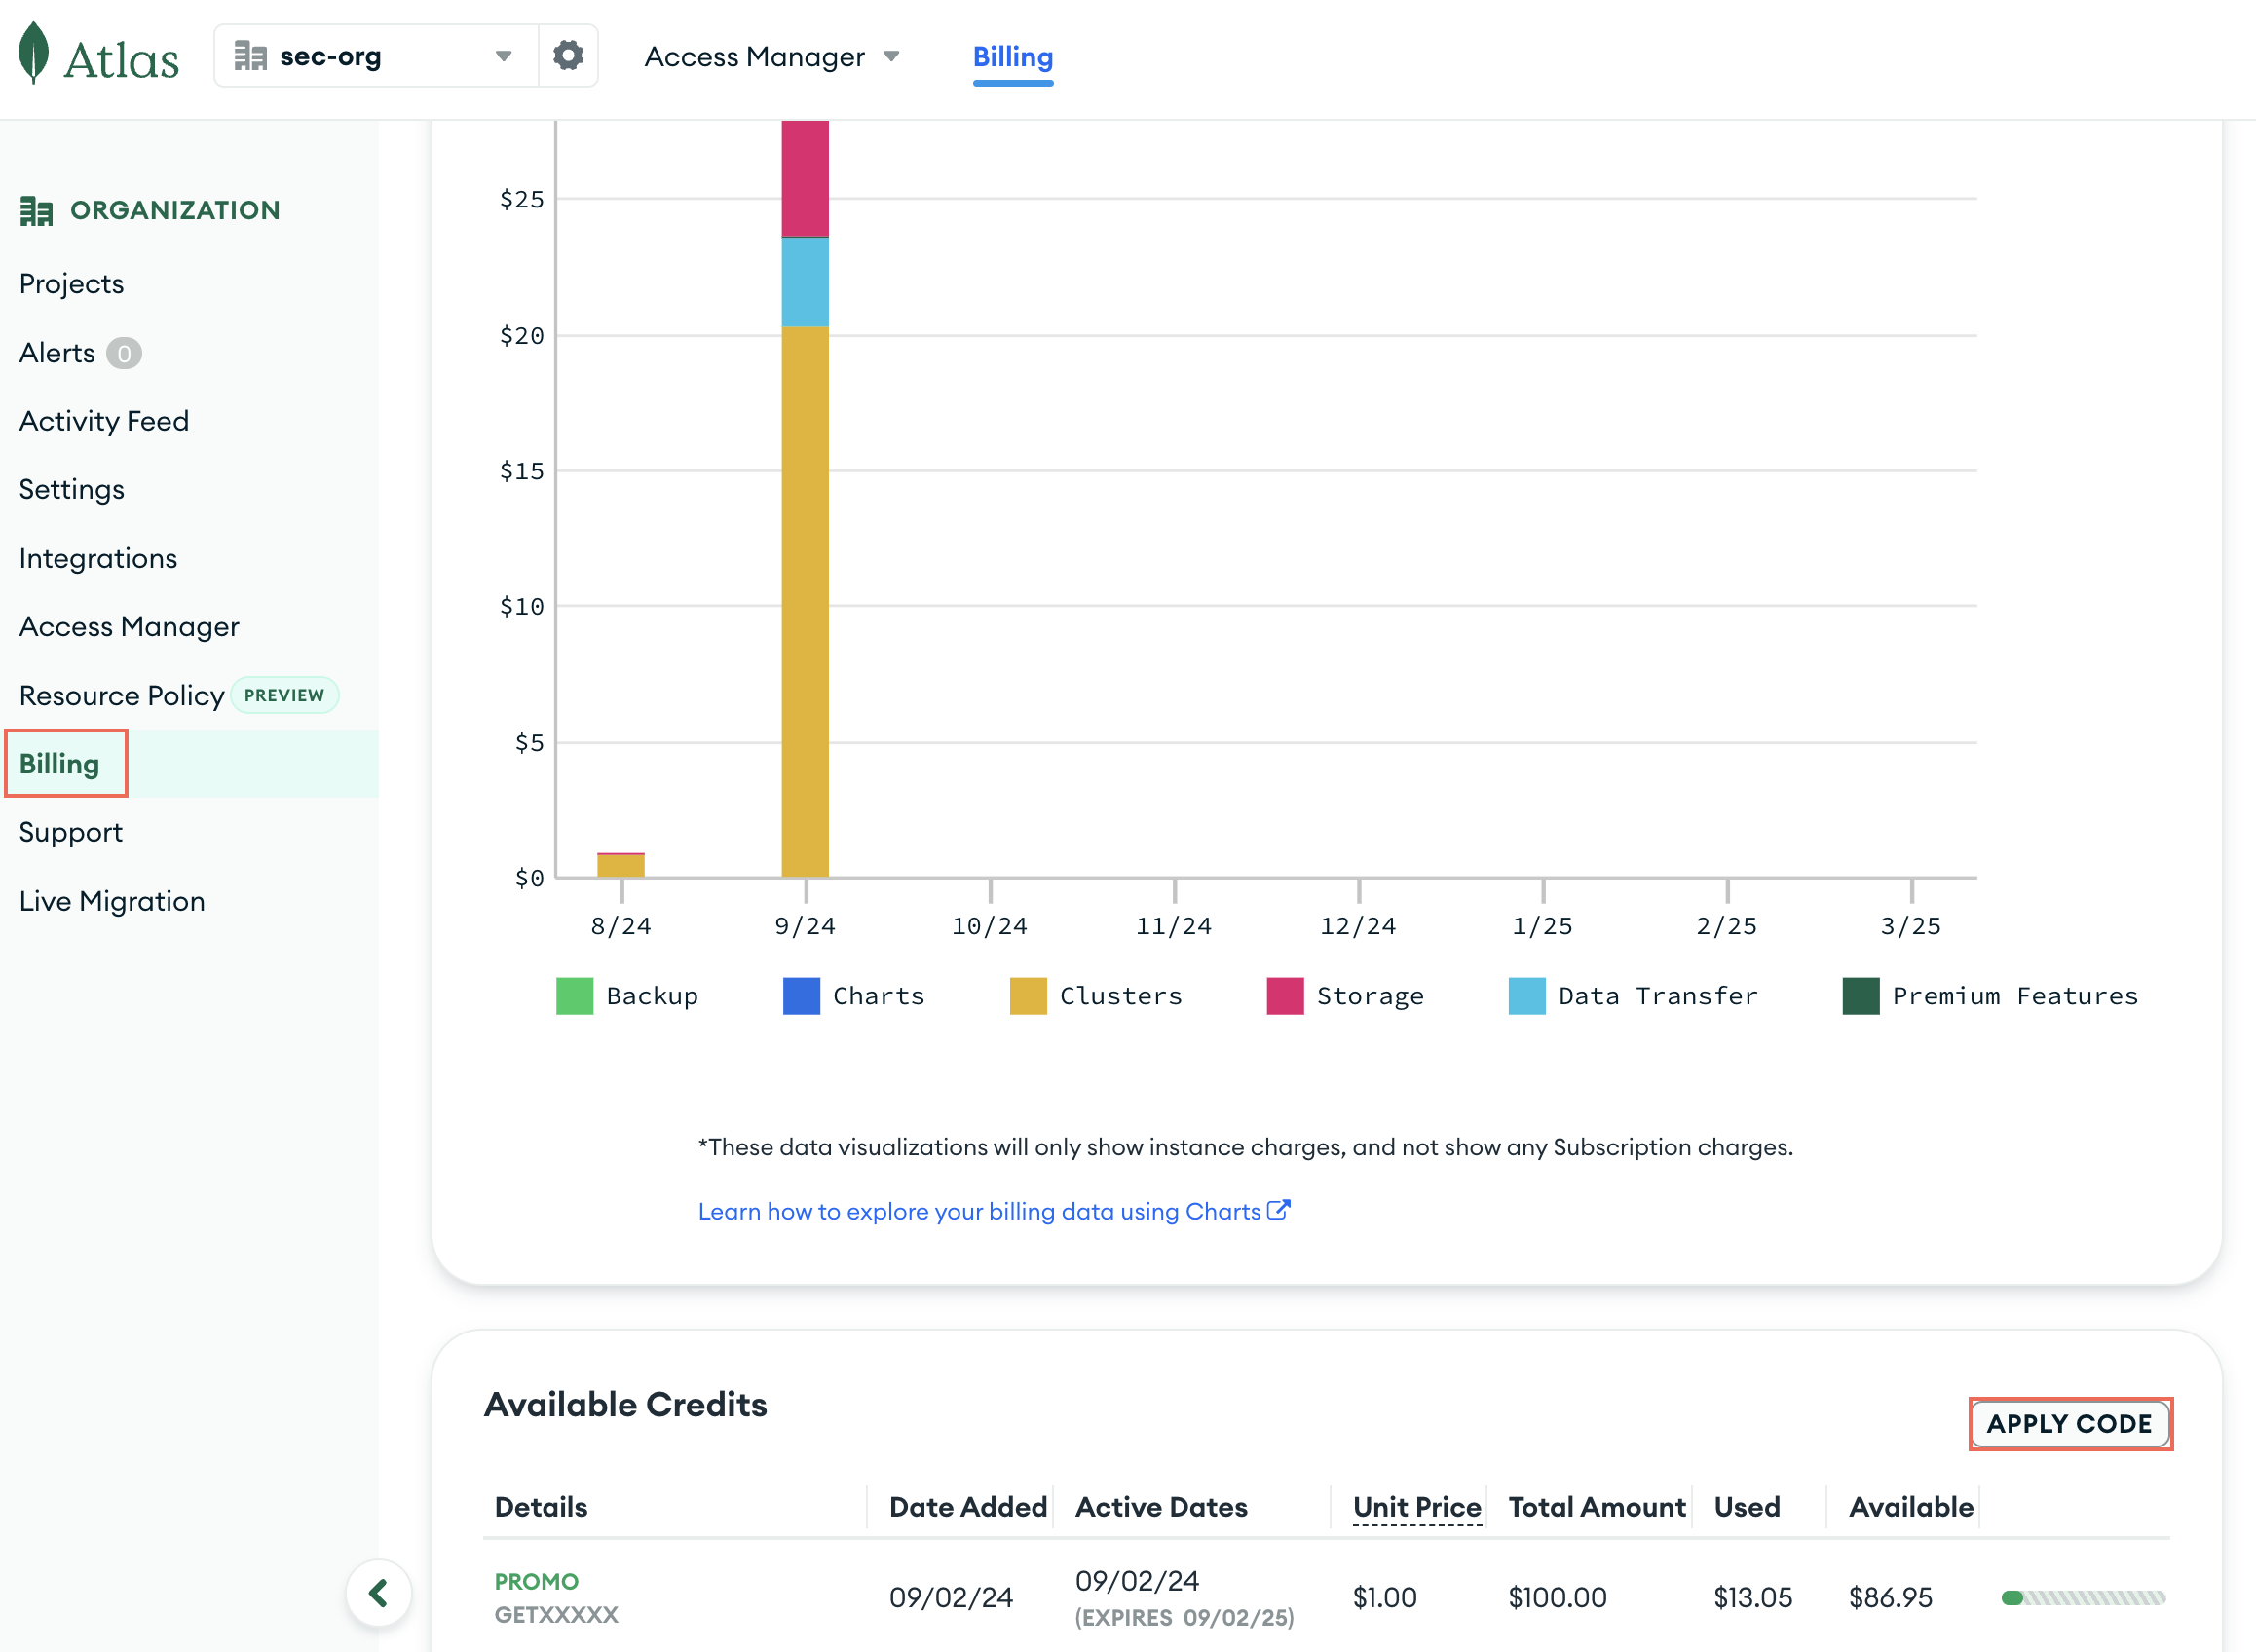 Atlas
sec-org
Access Manager
Billing
ORGANIZATION
Projects
Alerts 0
Activity Feed
Settings
Integrations
Access Manager
Resource Policy PREVIEW
Billing
Support
Live Migration
$25
$20
$15
$10
$5
$0
8/24 9/24 10/24 11/24 12/24 1/25 2/25 3/25
Backup Charts Clusters Storage Data Transfer Premium Features
*These data visualizations will only show instance charges, and not show any Subscription charges.
Learn how to explore your billing data using Charts
Available Credits
APPLY CODE
Details Date Added Active Dates Unit Price Total Amount Used Available
PROMO
GETXXXXX
09/02/24
09/02/24
(EXPIRES 09/02/25)
$1.00 $100.00 $13.05 $86.95